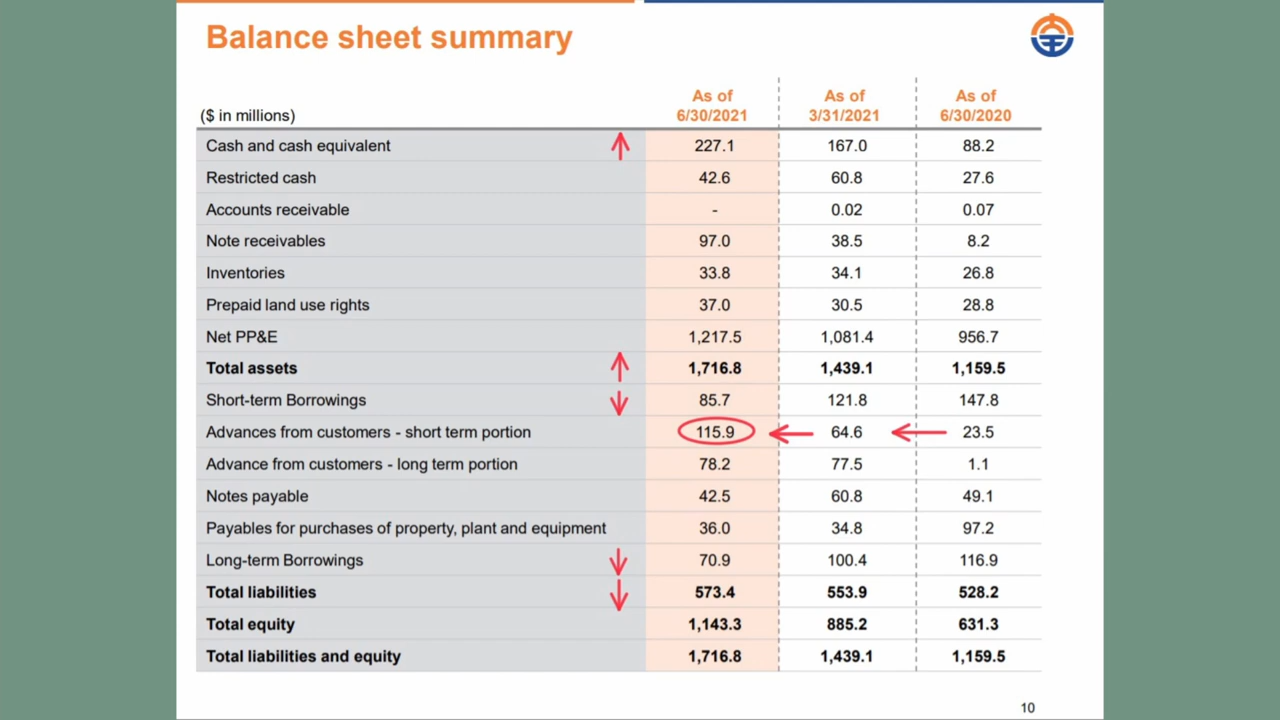 Balance sheet summary
($ in millions) As of 6/30/2021 As of 3/31/2021 As of 6/30/2020
Cash and cash equivalent 227.1 167.0 88.2
Restricted cash 42.6 60.8 27.6
Accounts receivable - 0.02 0.07
Note receivables 97.0 38.5 8.2
Inventories 33.8 34.1 26.8
Prepaid land use rights 37.0 30.5 28.8
Net PP&E 1,217.5 1,081.4 956.7
Total assets 1,716.8 1,439.1 1,159.5
Short-term Borrowings 85.7 121.8 147.8
Advances from customers - short term portion 115.9 64.6 23.5
Advance from customers - long term portion 78.2 77.5 1.1
Notes payable 42.5 60.8 49.1
Payables for purchases of property, plant and equipment 36.0 34.8 97.2
Long-term Borrowings 70.9 100.4 116.9
Total liabilities 573.4 553.9 528.2
Total equity 1,143.3 885.2 631.3
Total liabilities and equity 1,716.8 1,439.1 1,159.5
10